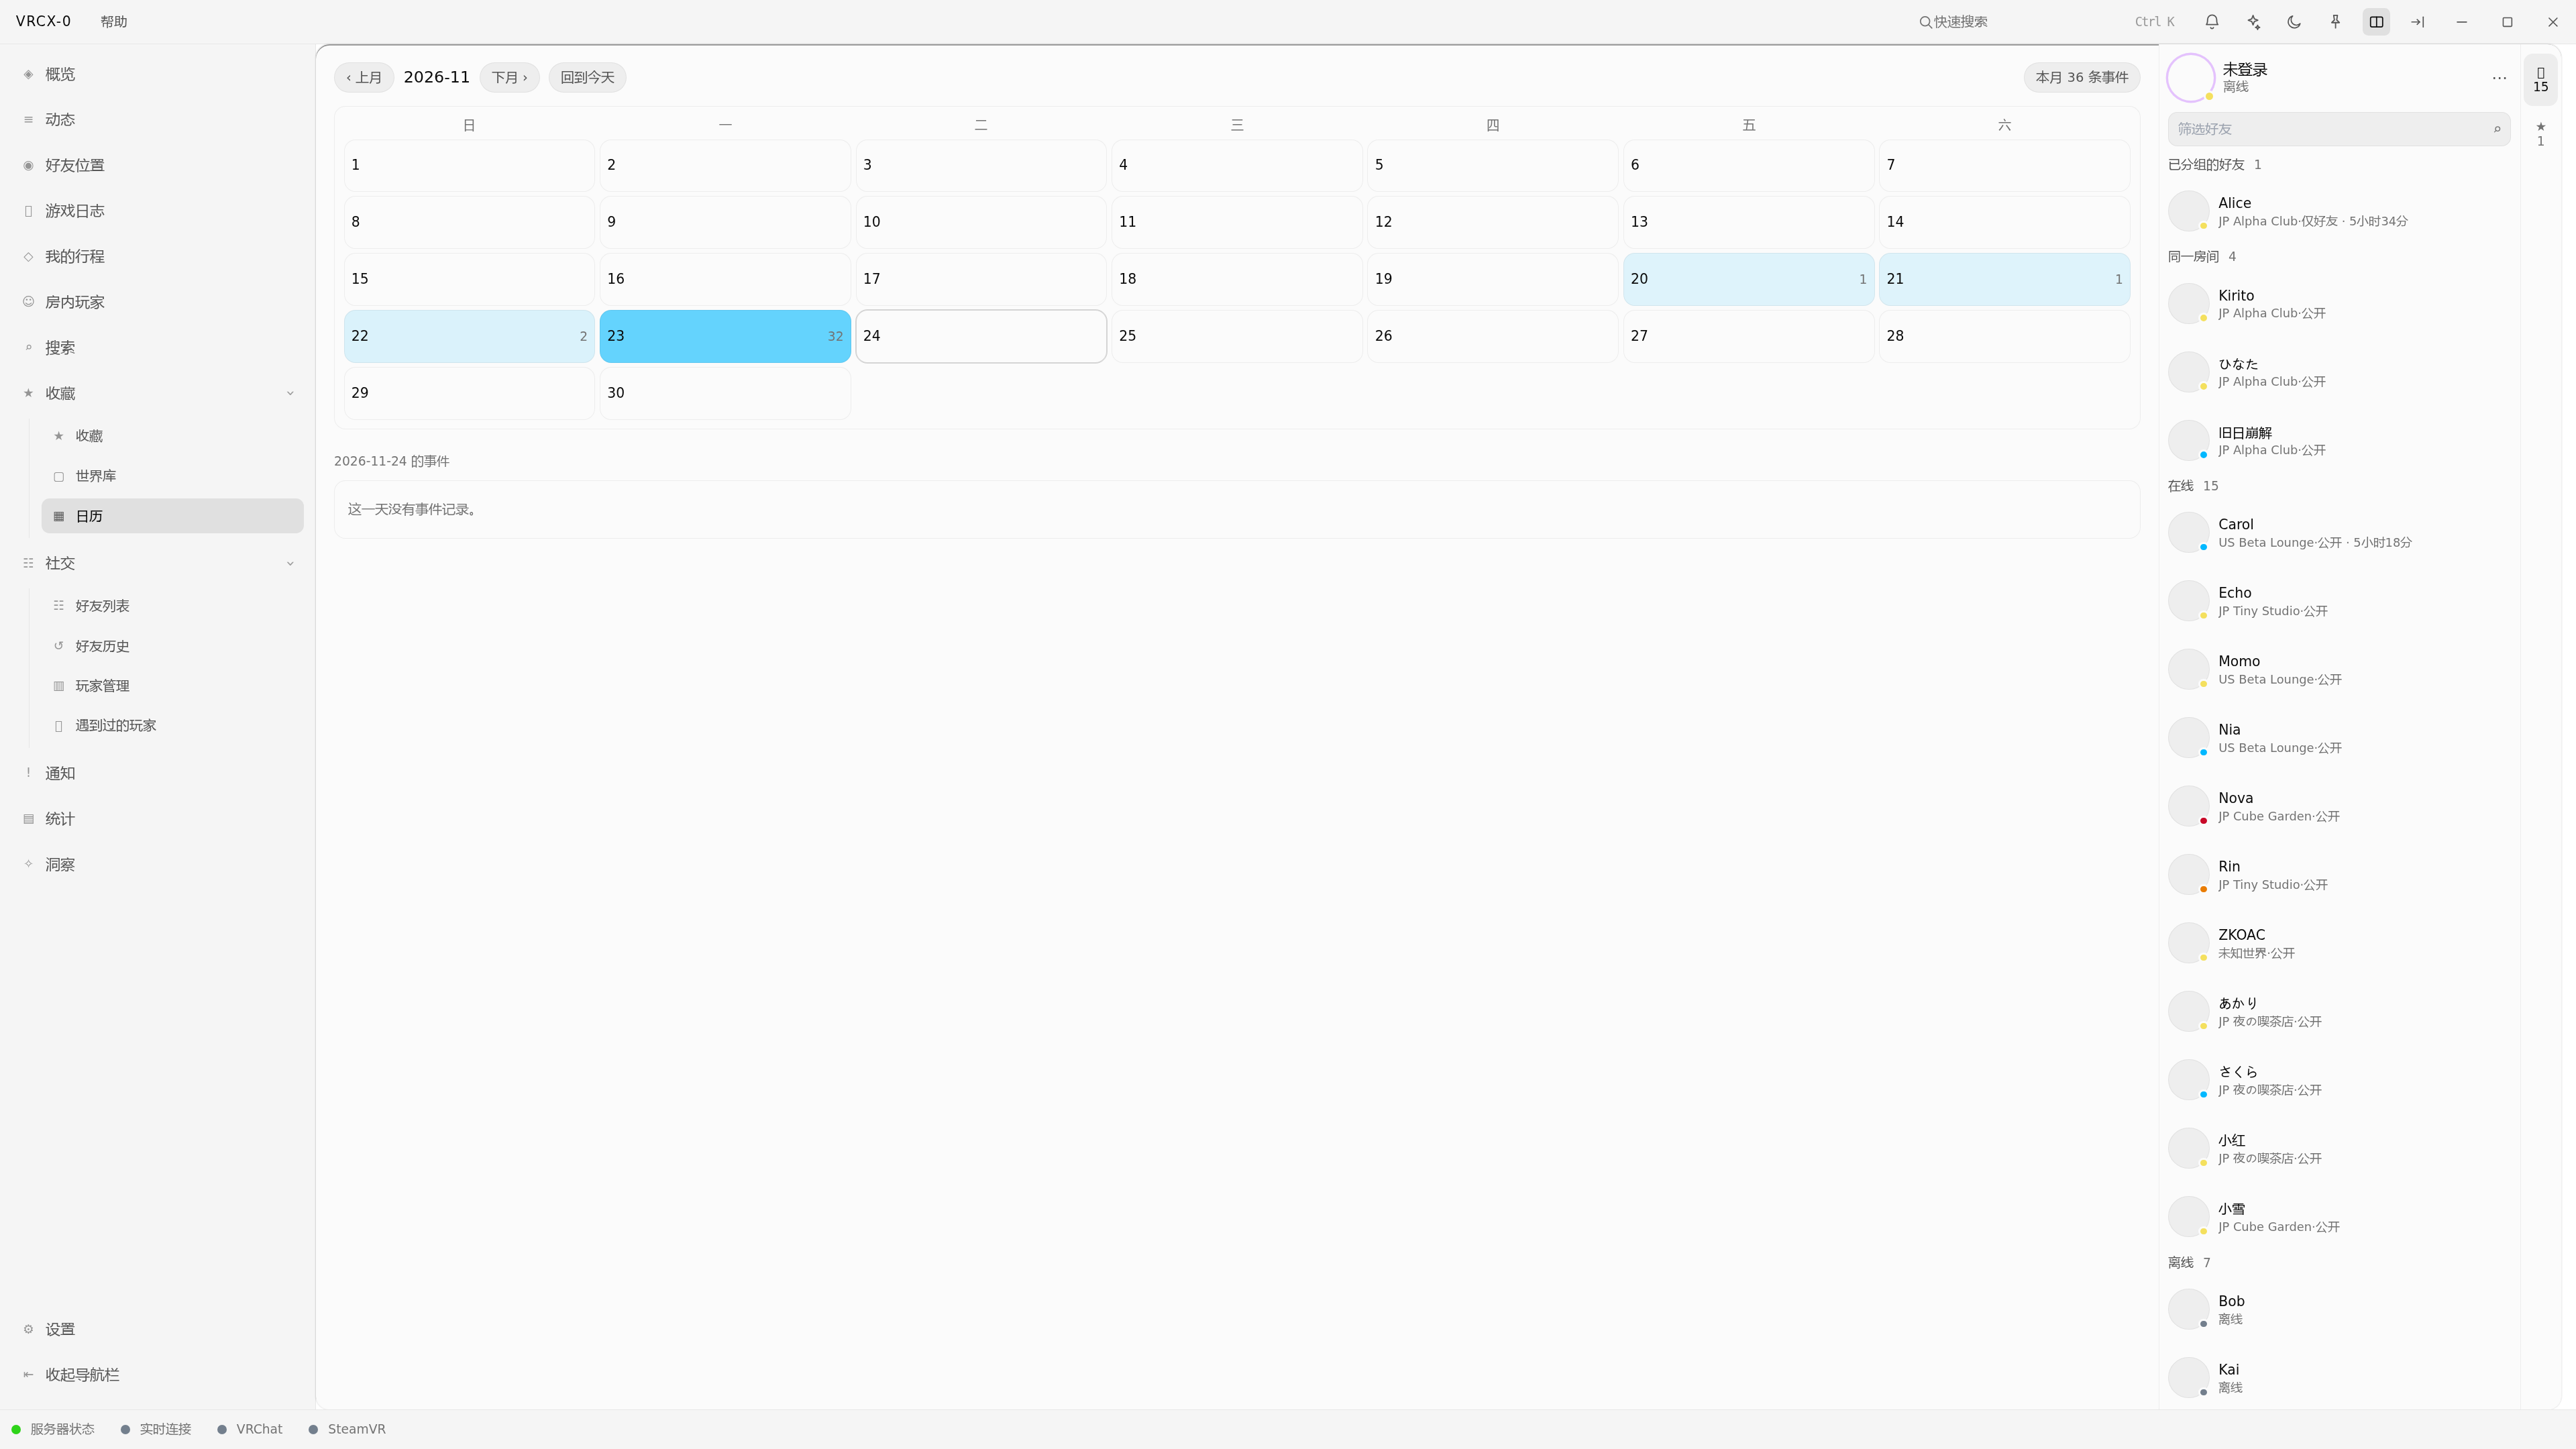 VRCX-0 帮助 快速搜索 Ctrl K
概览
动态
好友位置
游戏日志
我的行程
房内玩家
搜索
收藏
收藏
世界库
日历
社交
好友列表
好友历史
玩家管理
遇到过的玩家
通知
统计
洞察
设置
收起导航栏
‹ 上月 2026-11 下月 › 回到今天 本月 36 条事件
日 一 二 三 四 五 六
1 2 3 4 5 6 7
8 9 10 11 12 13 14
15 16 17 18 19 20 1 21 1
22 2 23 32 24 25 26 27 28
29 30
2026-11-24 的事件
这一天没有事件记录。
未登录
离线
...
15
★
1
筛选好友
已分组的好友 1
Alice
JP Alpha Club·仅好友 · 5小时34分
同一房间 4
Kirito
JP Alpha Club·公开
ひなた
JP Alpha Club·公开
旧日崩解
JP Alpha Club·公开
在线 15
Carol
US Beta Lounge·公开 · 5小时18分
Echo
JP Tiny Studio·公开
Momo
US Beta Lounge·公开
Nia
US Beta Lounge·公开
Nova
JP Cube Garden·公开
Rin
JP Tiny Studio·公开
ZKOAC
未知世界·公开
あかり
JP 夜の喫茶店·公开
さくら
JP 夜の喫茶店·公开
小红
JP 夜の喫茶店·公开
小雪
JP Cube Garden·公开
离线 7
Bob
离线
Kai
离线
服务器状态 实时连接 VRChat SteamVR